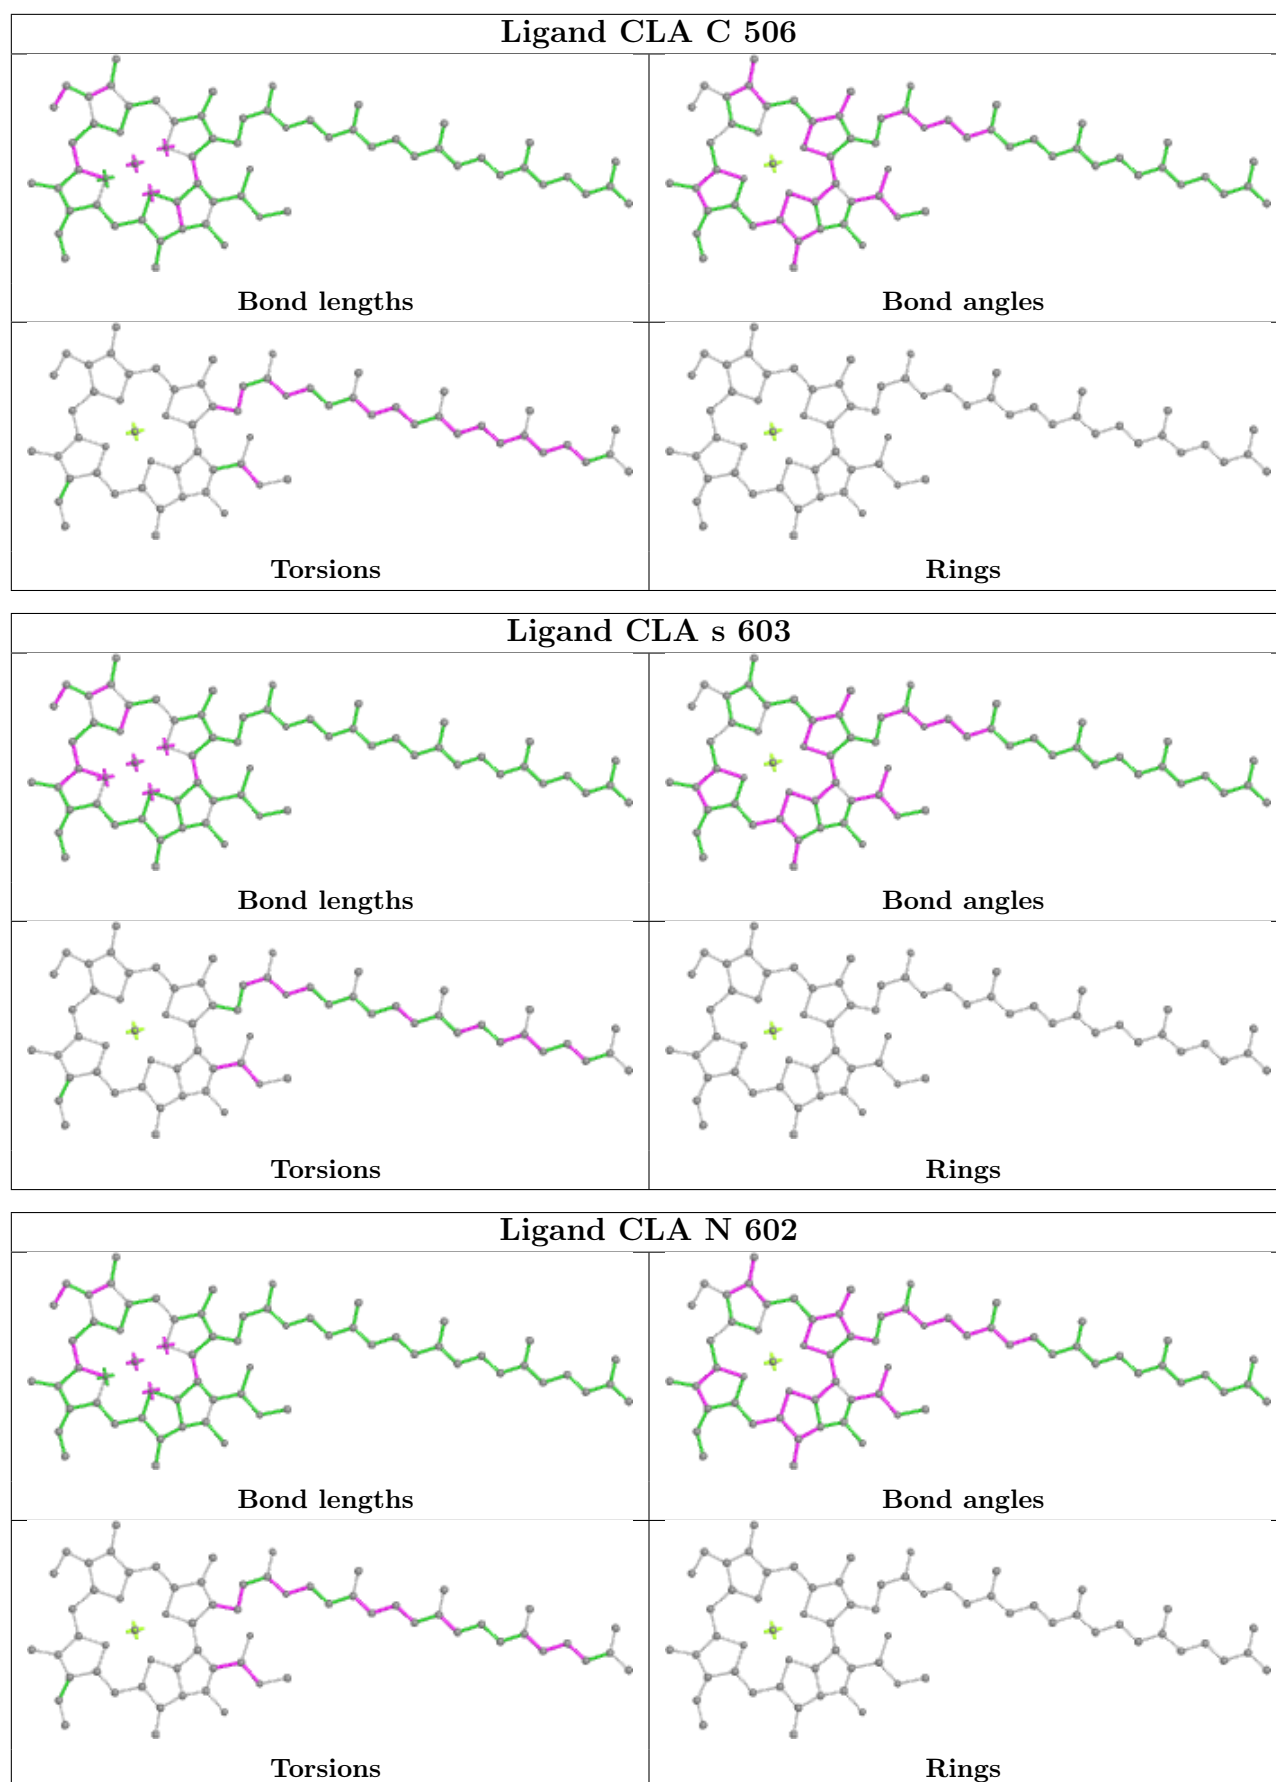 Ligand CLA C 506
Bond lengths
Bond angles
Torsions
Rings
Ligand CLA s 603
Bond lengths
Bond angles
Torsions
Rings
Ligand CLA N 602
Bond lengths
Bond angles
Torsions
Rings